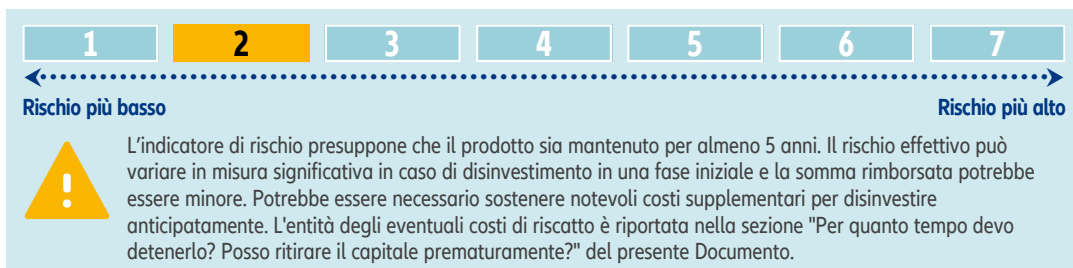 1 2 3 4 5 6 7
Rischio più basso Rischio più alto
L'indicatore di rischio presuppone che il prodotto sia mantenuto per almeno 5 anni. Il rischio effettivo può
variare in misura significativa in caso di disinvestimento in una fase iniziale e la somma rimborsata potrebbe
essere minore. Potrebbe essere necessario sostenere notevoli costi supplementari per disinvestire
anticipatamente. L'entità degli eventuali costi di riscatto è riportata nella sezione "Per quanto tempo devo
detenerlo? Posso ritirare il capitale prematuramente?" del presente Documento.